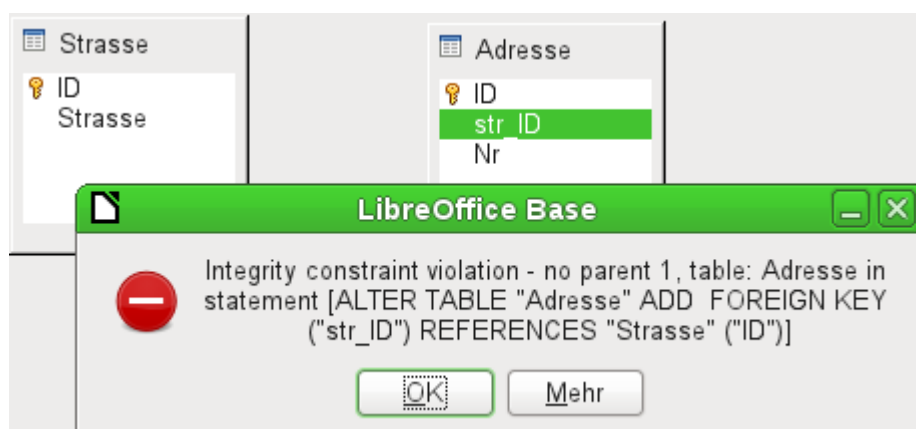 Strasse
ID
Strasse
Adresse
ID
str_ID
Nr
LibreOffice Base
Integrity constraint violation - no parent 1, table: Adresse in
statement [ALTER TABLE "Adresse" ADD  FOREIGN KEY
("str_ID") REFERENCES "Strasse" ("ID")]
OK
Mehr